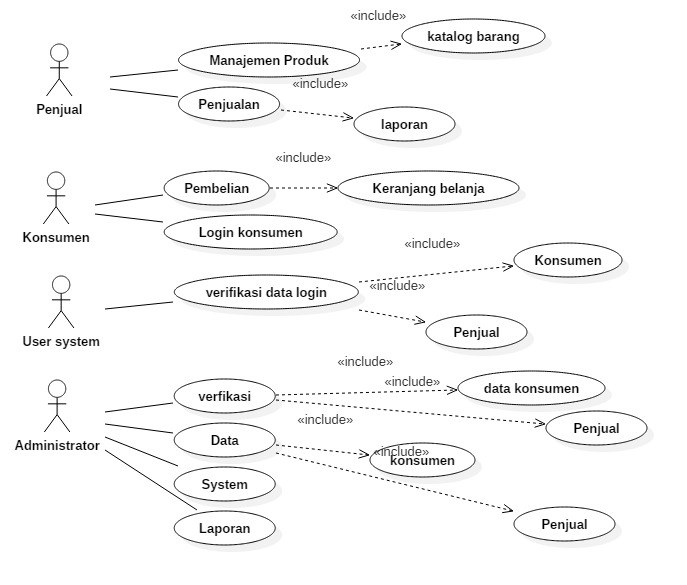 «include»
katalog barang
Manajemen Produk
«include»
Penjual
Penjualan
laporan
«include»
Pembelian
Keranjang belanja
Konsumen
Login konsumen
«include»
Konsumen
«include»
verifikasi data login
User system
Penjual
«include»
«include»
data konsumen
verfikasi
«include»
Penjual
Administrator
Data
«include»
konsumen
System
Laporan
Penjual